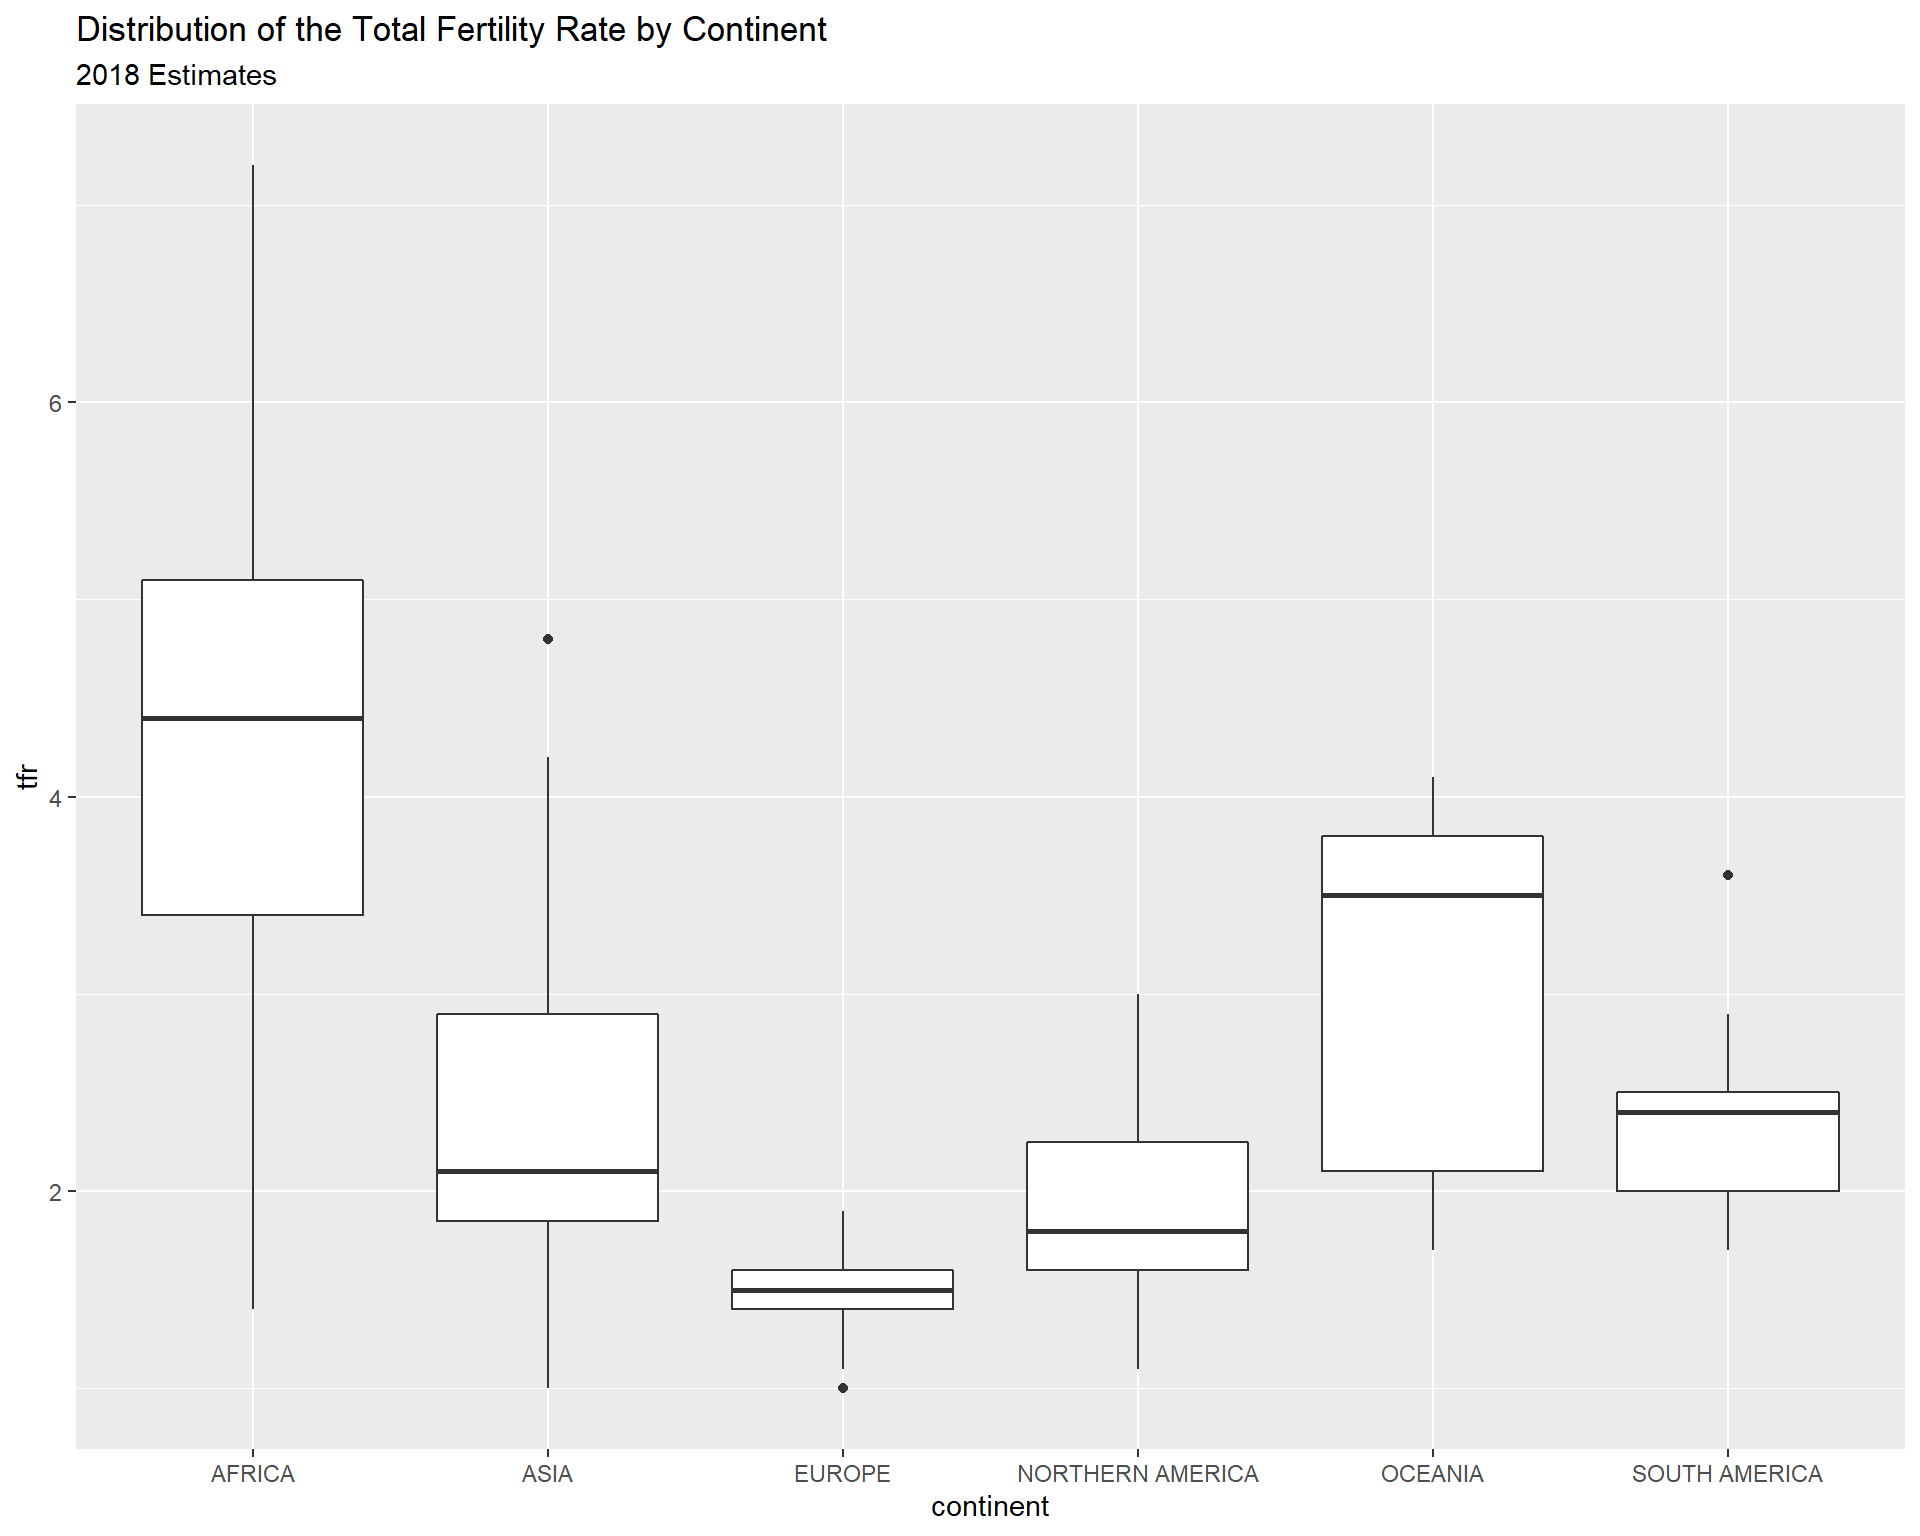 Distribution of the Total Fertility Rate by Continent
2018 Estimates
tfr
6
4
2
AFRICA
ASIA
EUROPE
NORTHERN AMERICA
OCEANIA
SOUTH AMERICA
continent